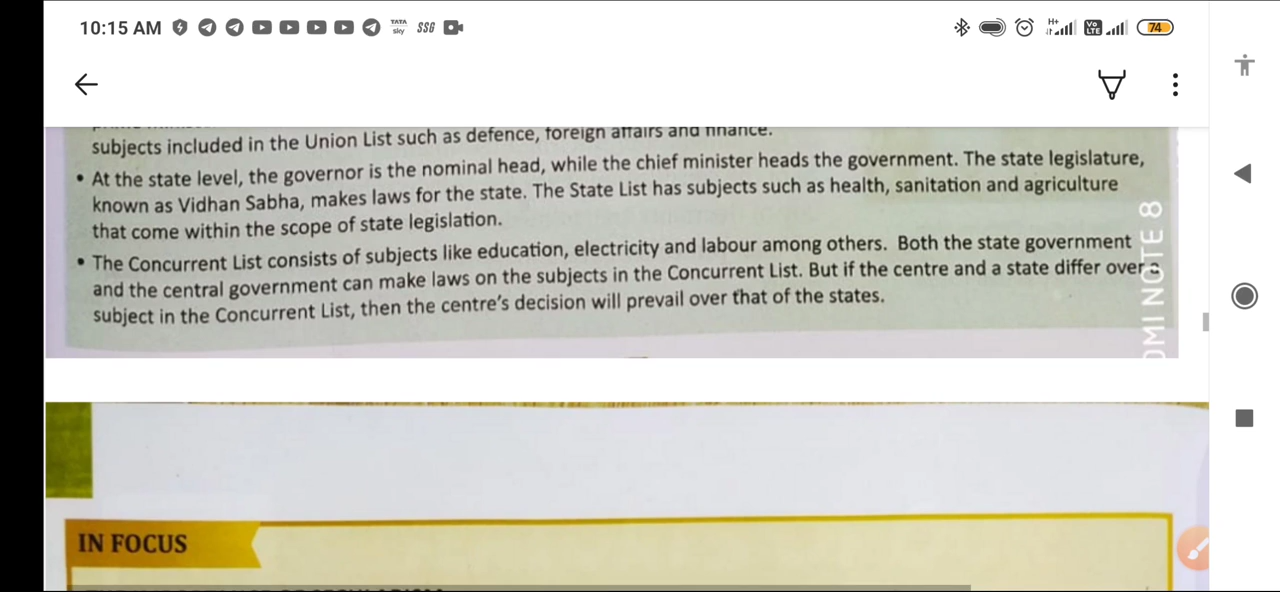 10:15 AM
TATA
sky
SSG
H+
Vo
LTE
74
subjects included in the Union List such as defence, foreign affairs and finance.
• At the state level, the governor is the nominal head, while the chief minister heads the government. The state legislature,
known as Vidhan Sabha, makes laws for the state. The State List has subjects such as health, sanitation and agriculture
that come within the scope of state legislation.
• The Concurrent List consists of subjects like education, electricity and labour among others. Both the state government
and the central government can make laws on the subjects in the Concurrent List. But if the centre and a state differ over a
subject in the Concurrent List, then the centre's decision will prevail over that of the states.
OMI NOTE 8
IN FOCUS